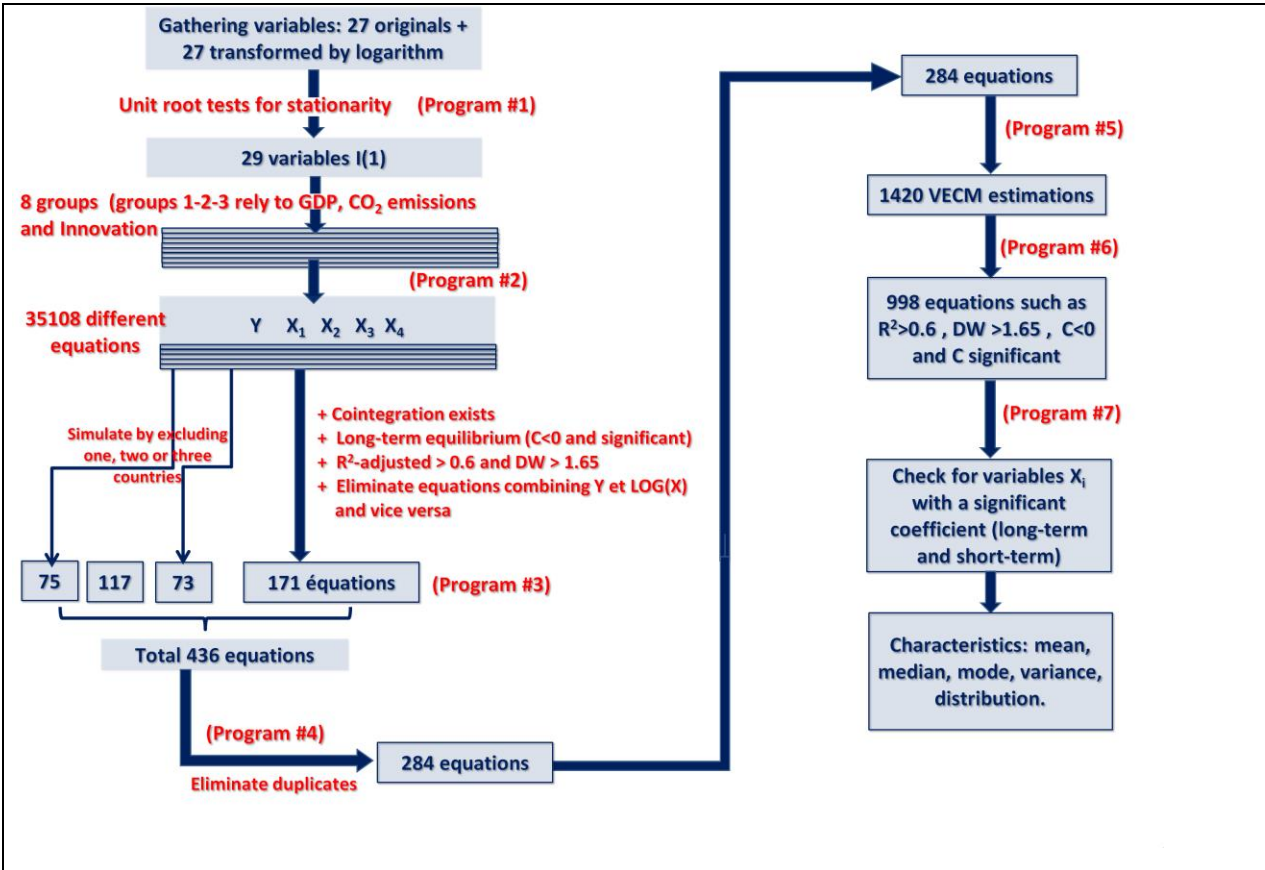 Gathering variables: 27 originals +
27 transformed by logarithm
Unit root tests for stationarity (Program #1)
29 variables I(1)
8 groups (groups 1-2-3 rely to GDP, CO₂ emissions
and Innovation
(Program #2)
35108 different
equations
Y X₁ X₂ X₃ X₄
Simulate by excluding
one, two or three
countries
+ Cointegration exists
+ Long-term equilibrium (C<0 and significant)
+ R²-adjusted > 0.6 and DW > 1.65
+ Eliminate equations combining Y et LOG(X)
and vice versa
75 117 73 171 équations (Program #3)
Total 436 equations
(Program #4)
Eliminate duplicates
284 equations
284 equations
(Program #5)
1420 VECM estimations
(Program #6)
998 equations such as
R²>0.6 , DW >1.65 , C<0
and C significant
(Program #7)
Check for variables Xᵢ
with a significant
coefficient (long-term
and short-term)
Characteristics: mean,
median, mode, variance,
distribution.